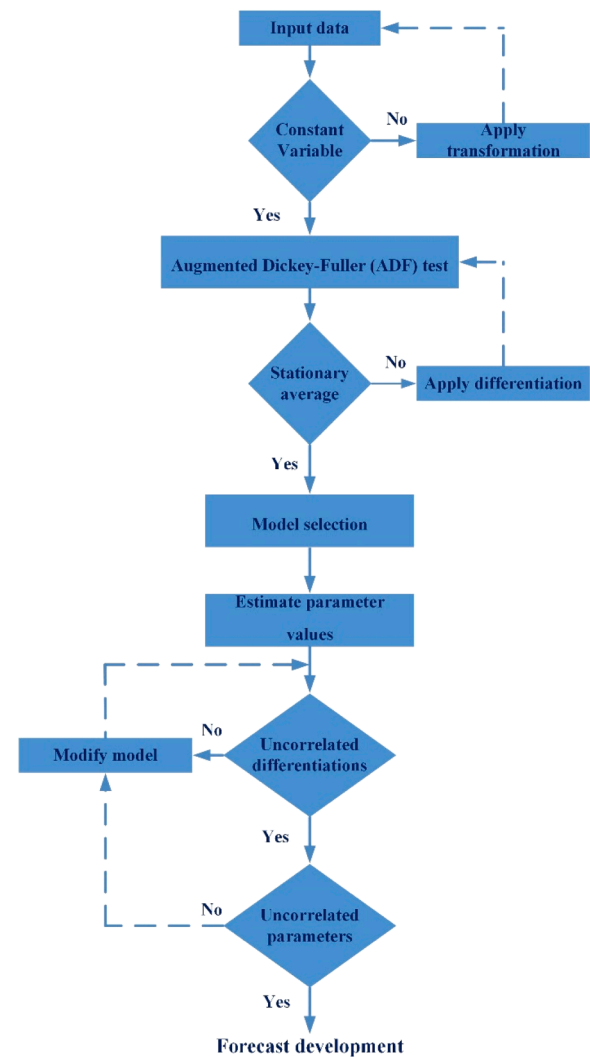 Input data
Constant
Variable
No
Apply
transformation
Yes
Augmented Dickey-Fuller (ADF) test
Stationary
average
No
Apply differentiation
Yes
Model selection
Estimate parameter
values
Uncorrelated
differentiations
No
Modify model
Yes
Uncorrelated
parameters
No
Yes
Forecast development